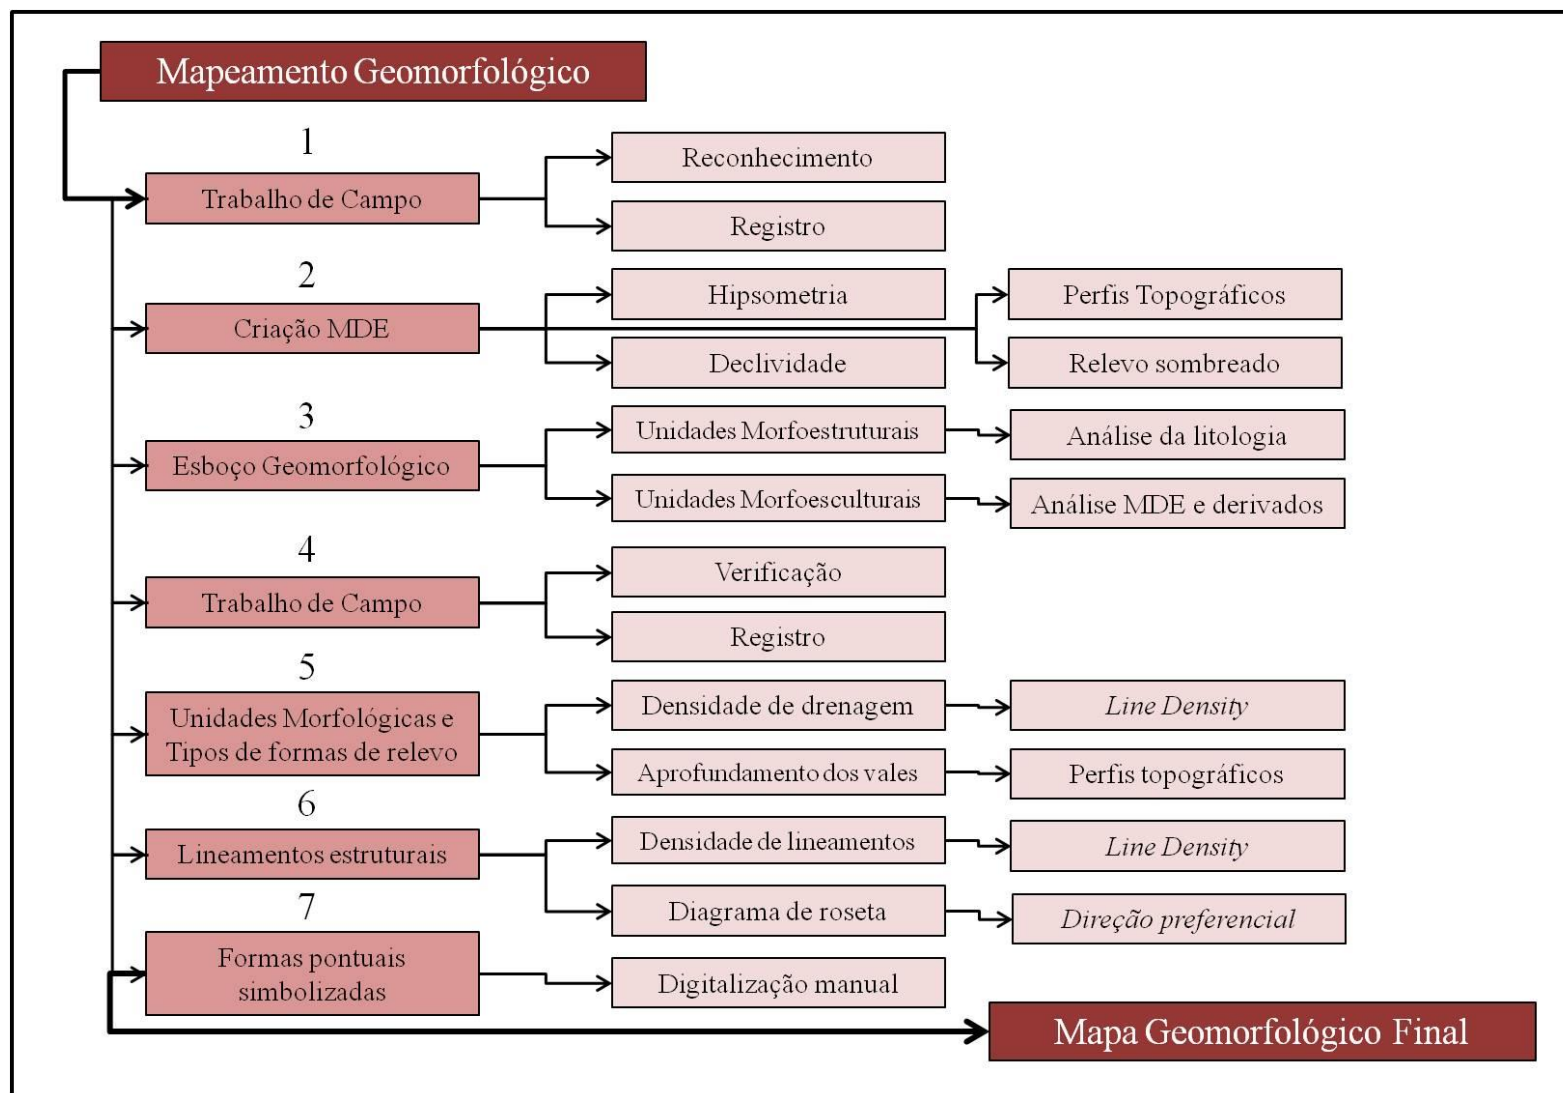 Mapeamento Geomorfológico
1
Trabalho de Campo
Reconhecimento
Registro
2
Criação MDE
Hipsometria
Declividade
Perfis Topográficos
Relevo sombreado
3
Esboço Geomorfológico
Unidades Morfoestruturais
Análise da litologia
Unidades Morfoesculturais
Análise MDE e derivados
4
Trabalho de Campo
Verificação
Registro
5
Unidades Morfológicas e
Tipos de formas de relevo
Densidade de drenagem
Line Density
Aprofundamento dos vales
Perfis topográficos
6
Lineamentos estruturais
Densidade de lineamentos
Line Density
Diagrama de roseta
Direção preferencial
7
Formas pontuais
simbolizadas
Digitalização manual
Mapa Geomorfológico Final